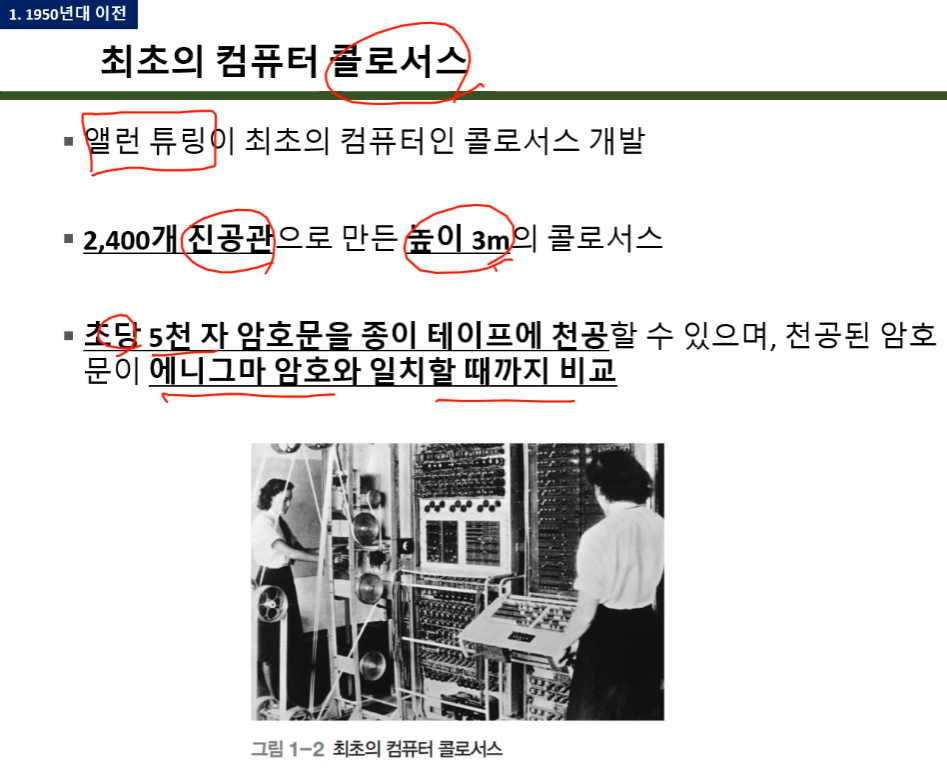 1. 1950년대 이전
최초의 컴퓨터 콜로서스
▪ 앨런 튜링이 최초의 컴퓨터인 콜로서스 개발
▪ 2,400개 진공관으로 만든 높이 3m의 콜로서스
▪ 초당 5천 자 암호문을 종이 테이프에 천공할 수 있으며, 천공된 암호
문이 에니그마 암호와 일치할 때까지 비교
그림 1-2 최초의 컴퓨터 콜로서스